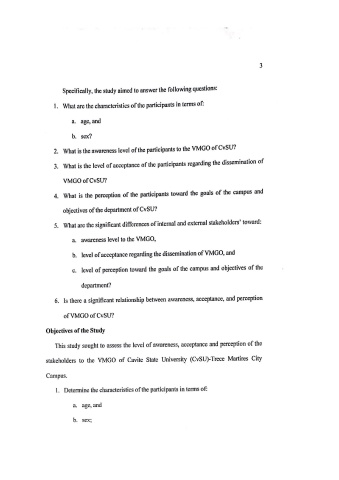 3
Specifically, the study aimed to answer the following questions:
1. What are the characteristics of the participants in terms of:
a. age, and
b. sex?
2. What is the awareness level of the participants to the VMGO of CvSU?
3. What is the level of acceptance of the participants regarding the dissemination of
VMGO of CvSU?
4. What is the perception of the participants toward the goals of the campus and
objectives of the department of CvSU?
5. What are the significant differences of internal and external stakeholders' toward:
a. awareness level to the VMGO,
b. level of acceptance regarding the dissemination of VMGO, and
c. level of perception toward the goals of the campus and objectives of the
department?
6. Is there a significant relationship between awareness, acceptance, and perception
of VMGO of CvSU?
Objectives of the Study
This study sought to assess the level of awareness, acceptance and perception of the
stakeholders to the VMGO of Cavite State University (CvSU)-Trece Martires City
Campus.
1. Determine the characteristics of the participants in terms of:
a. age, and
b. sex;